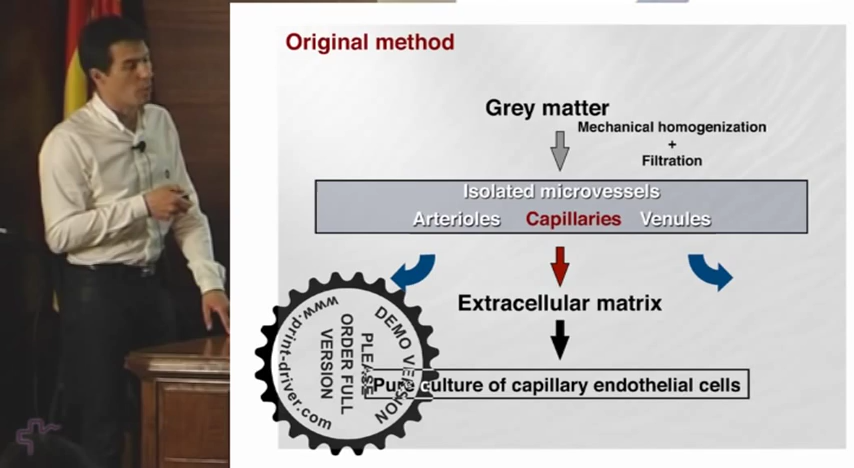 Original method
Grey matter
Mechanical homogenization
+
Filtration
Isolated microvessels
Arterioles Capillaries Venules
Extracellular matrix
Pure culture of capillary endothelial cells
DEMO VERSION
www.print-driver.com
PLEASE
ORDER FULL
VERSION